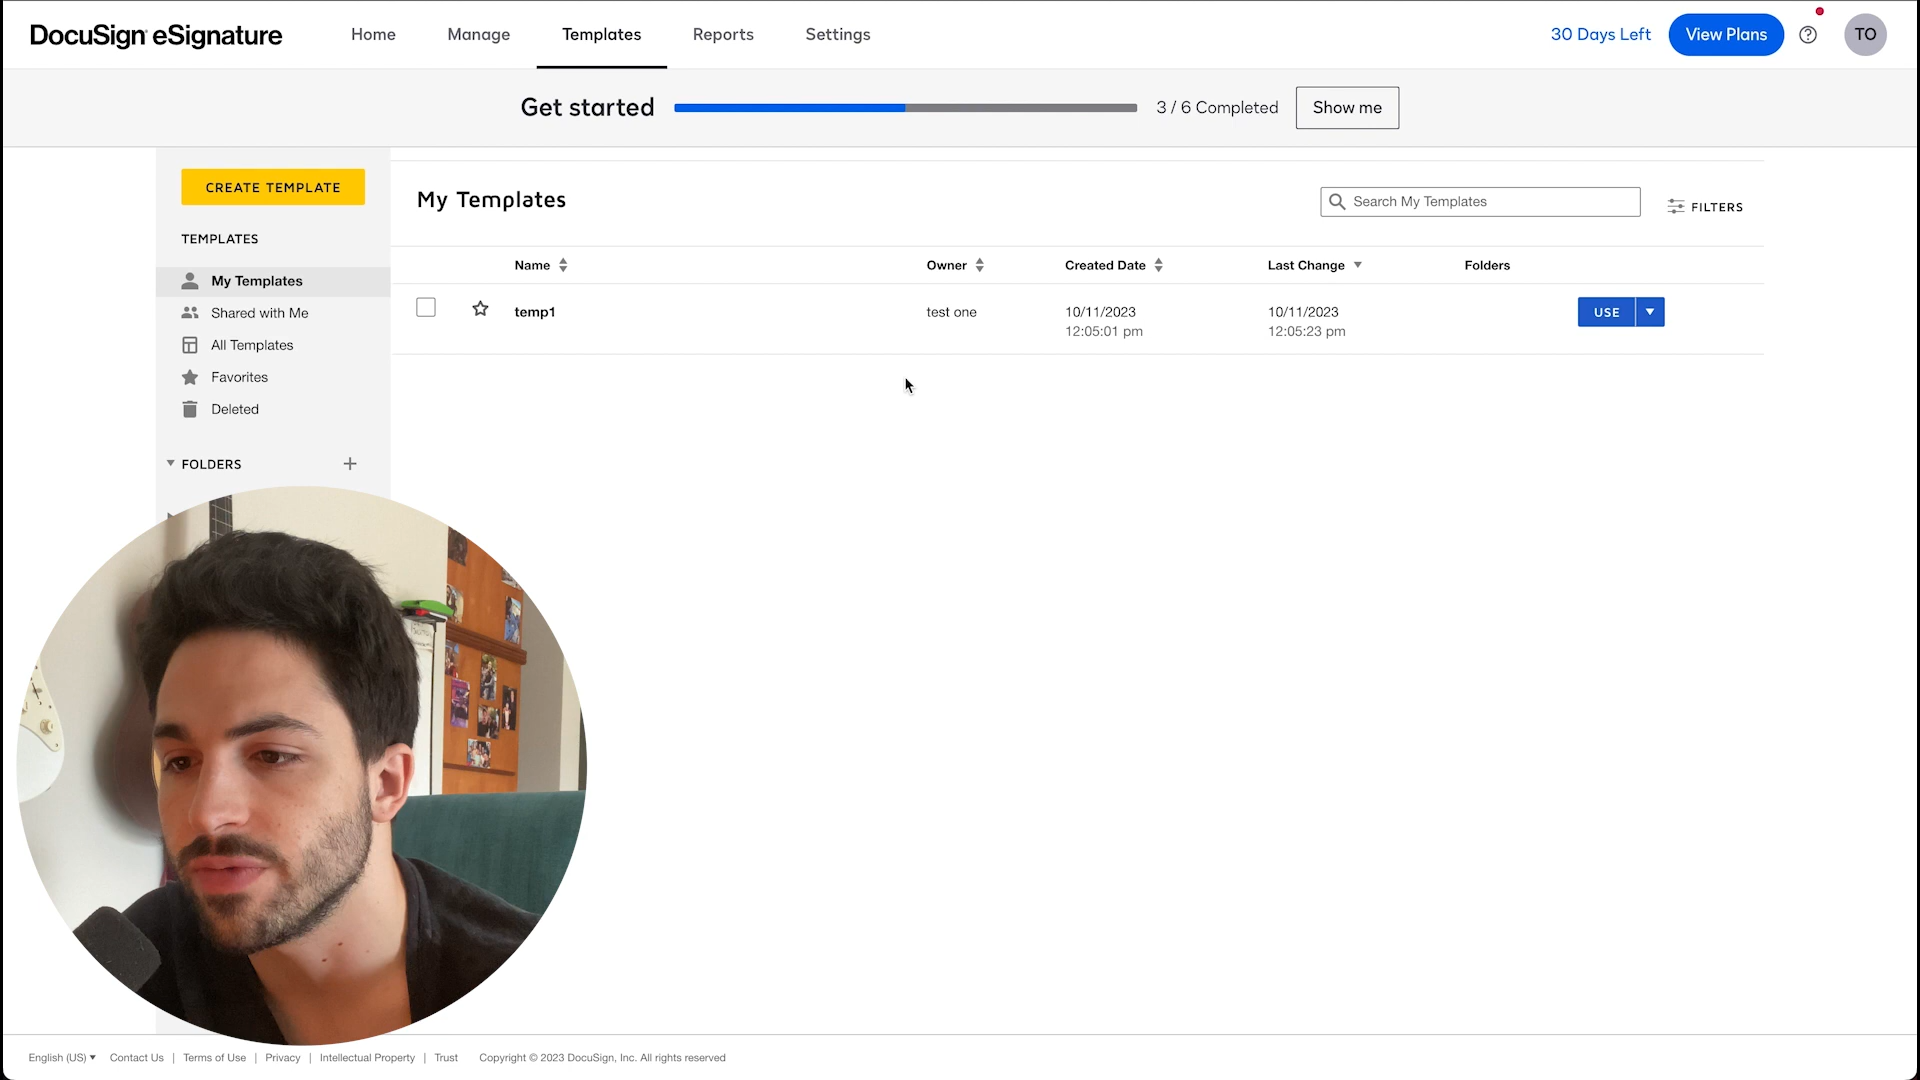 DocuSign eSignature
Home
Manage
Templates
Reports
Settings
30 Days Left
View Plans
TO
Get started
3 / 6 Completed
Show me
CREATE TEMPLATE
TEMPLATES
My Templates
Shared with Me
All Templates
Favorites
Deleted
FOLDERS
My Templates
Search My Templates
FILTERS
Name
Owner
Created Date
Last Change
Folders
temp1
test one
10/11/2023
12:05:01 pm
10/11/2023
12:05:23 pm
USE
English (US)
Contact Us | Terms of Use | Privacy | Intellectual Property | Trust
Copyright © 2023 DocuSign, Inc. All rights reserved